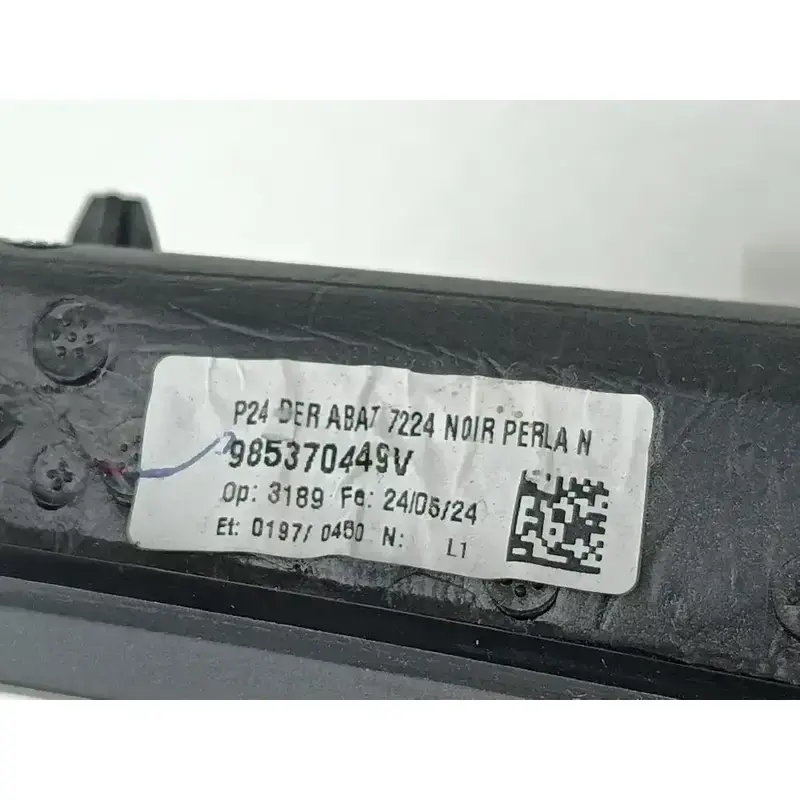 P24 DER ABAT 7224 NOIR PERLA N
985370449V
Op: 3189 Fe: 24/05/24
Et: 0197/ 0480 N: L1